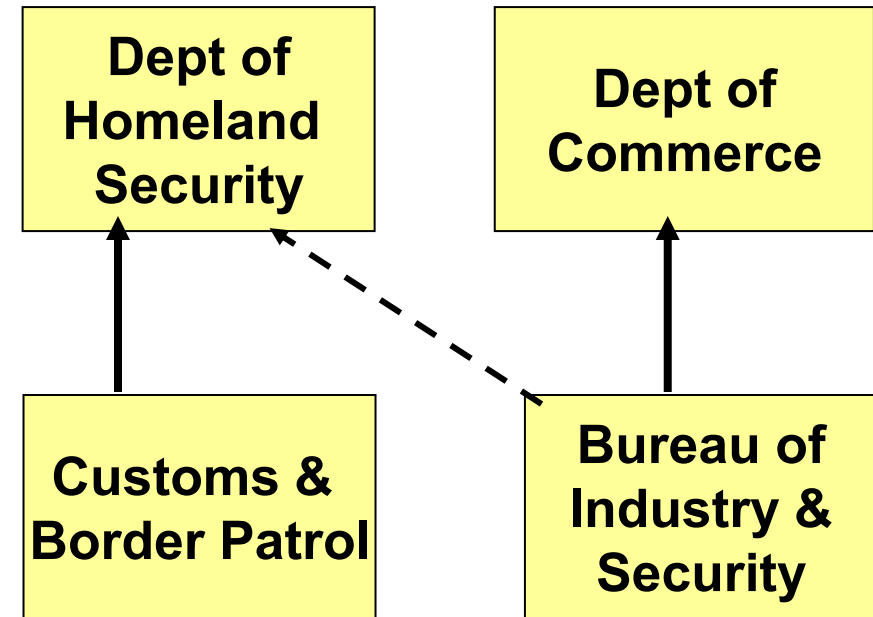 Dept of
Homeland
Security
Dept of
Commerce
Customs &
Border Patrol
Bureau of
Industry &
Security